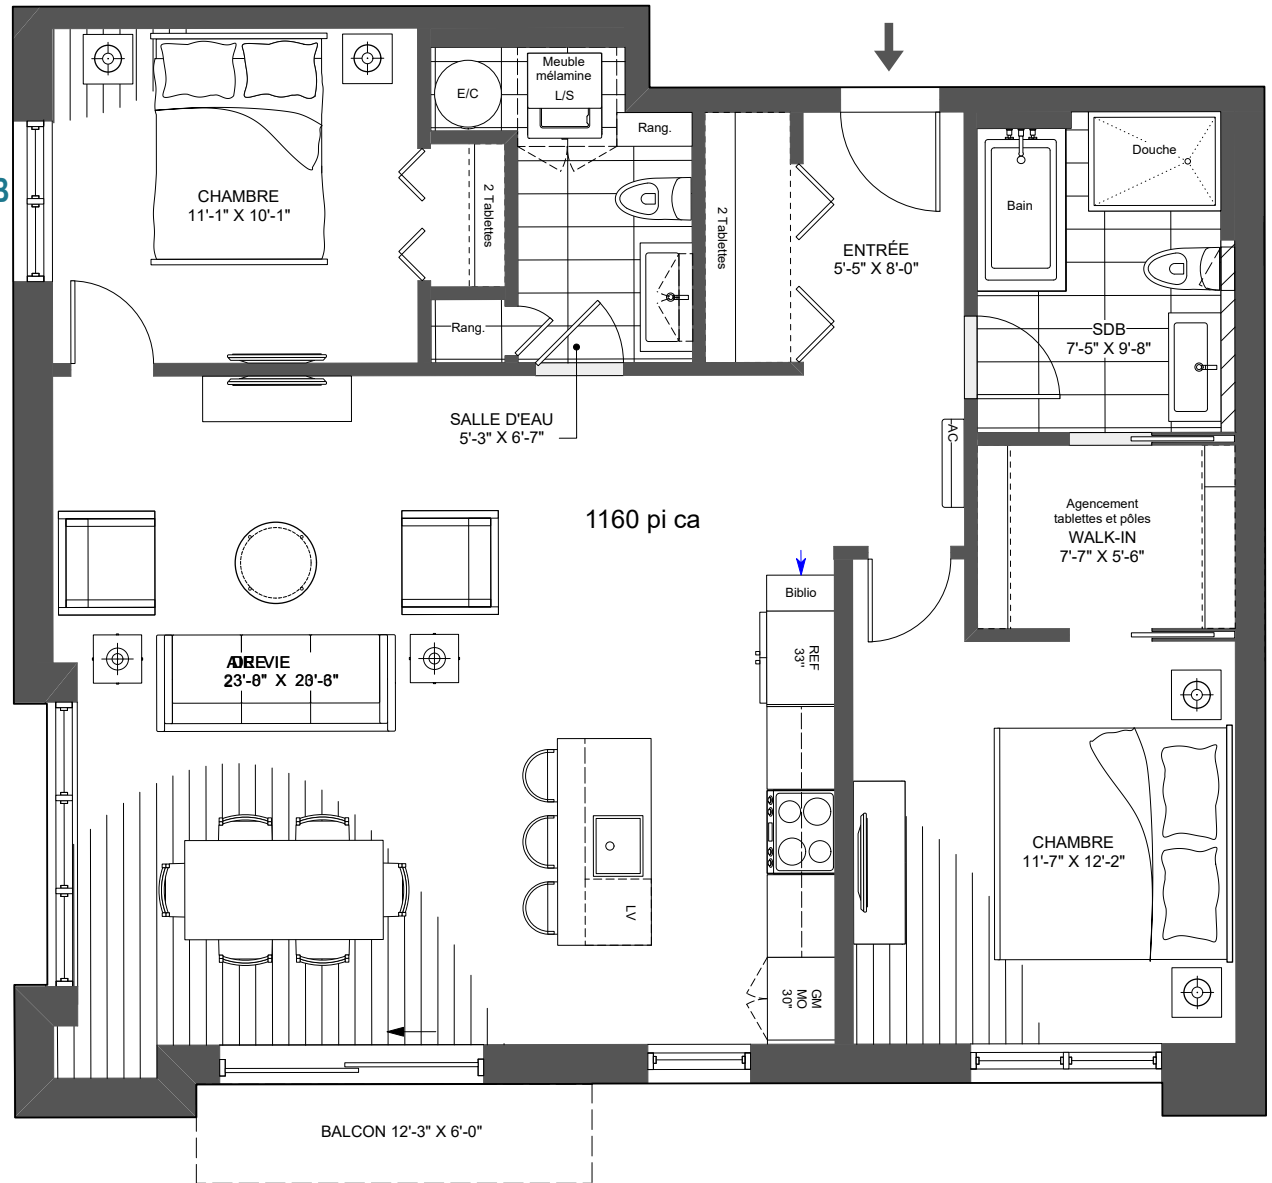 Meuble
mélamine
L/S
E/C
Rang.
Douche
3
CHAMBRE
11'-1" X 10'-1"
2 Tablettes
2 Tablettes
Bain
ENTRÉE
5'-5" X 8'-0"
Rang.
SDB
7'-5" X 9'-8"
SALLE D'EAU
5'-3" X 6'-7"
AC
1160 pi ca
Agencement
tablettes et pôles
WALK-IN
7'-7" X 5'-6"
Biblio
REF
33"
CHAMBRE
11'-7" X 12'-2"
LV
GM
MO
30"
BALCON 12'-3" X 6'-0"